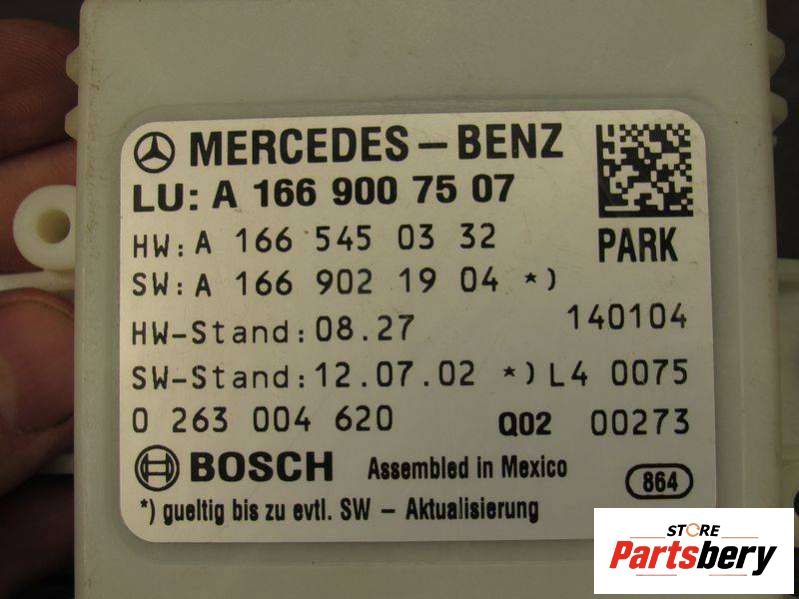 MERCEDES-BENZ
LU: A 166 900 75 07
PARK
HW: A 166 545 03 32
SW: A 166 902 19 04 *)
HW-Stand: 08.27 140104
SW-Stand: 12.07.02 *) L4 0075
0 263 004 620 Q02 00273
BOSCH Assembled in Mexico 864
*) gueltig bis zu evtl. SW - Aktualisierung
STORE
Partsbery